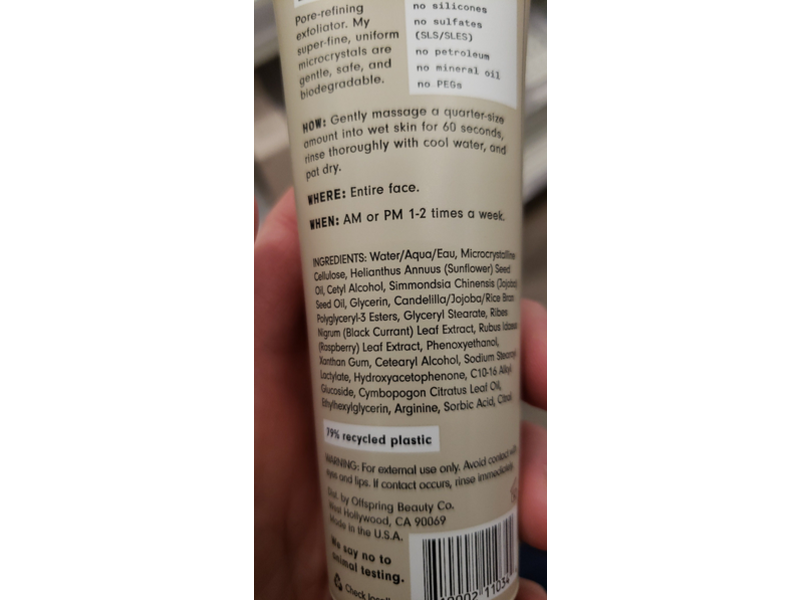 Pore-refining
exfoliator. My
super-fine, uniform
microcrystals are
gentle, safe, and
biodegradable.
no silicones
no sulfates
(SLS/SLES)
no petroleum
no mineral oil
no PEGs
HOW: Gently massage a quarter-size
amount into wet skin for 60 seconds,
rinse thoroughly with cool water, and
pat dry.
WHERE: Entire face.
WHEN: AM or PM 1-2 times a week.
INGREDIENTS: Water/Aqua/Eau, Microcrystalline
Cellulose, Helianthus Annuus (Sunflower) Seed
Oil, Cetyl Alcohol, Simmondsia Chinensis (Jojoba)
Seed Oil, Glycerin, Candelilla/Jojoba/Rice Bran
Polyglyceryl-3 Esters, Glyceryl Stearate, Ribes
Nigrum (Black Currant) Leaf Extract, Rubus Idaeus
(Raspberry) Leaf Extract, Phenoxyethanol,
Xanthan Gum, Cetearyl Alcohol, Sodium Stearoyl
Lactylate, Hydroxyacetophenone, C10-16 Alkyl
Glucoside, Cymbopogon Citratus Leaf Oil,
Ethylhexylglycerin, Arginine, Sorbic Acid, Citral
79% recycled plastic
WARNING: For external use only. Avoid contact with
eyes and lips. If contact occurs, rinse immediately.
Dist. by Offspring Beauty Co.
West Hollywood, CA 90069
Made in the U.S.A.
We say no to
animal testing.
Check
10002 11034